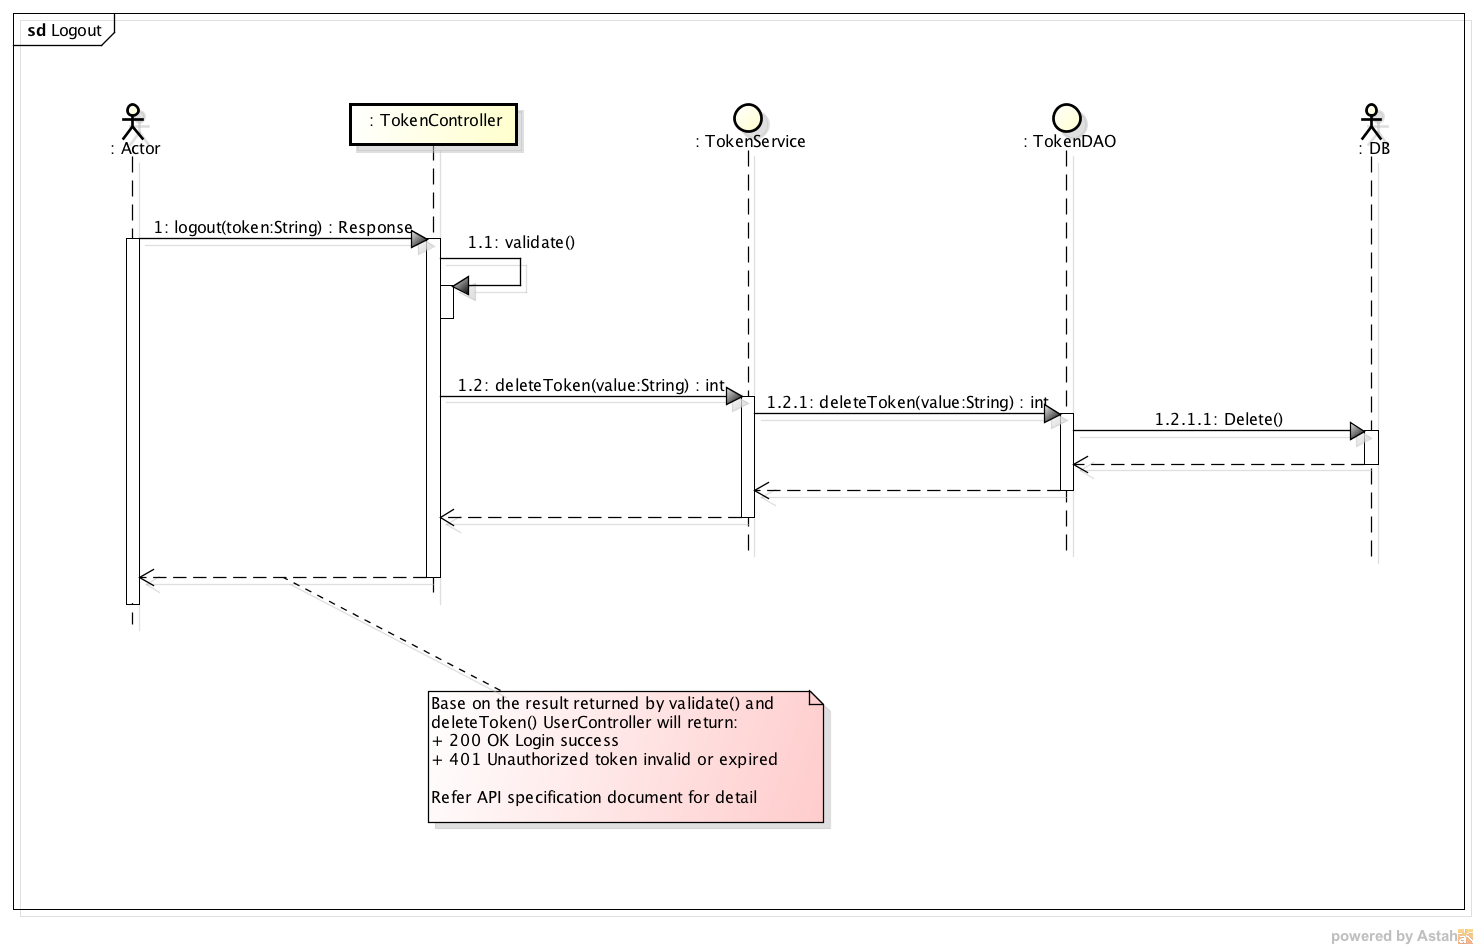 sd Logout
: Actor
: TokenController
: TokenService
: TokenDAO
: DB
1: logout(token:String) : Response
1.1: validate()
1.2: deleteToken(value:String) : int
1.2.1: deleteToken(value:String) : int
1.2.1.1: Delete()
Base on the result returned by validate() and
deleteToken() UserController will return:
+ 200 OK Login success
+ 401 Unauthorized token invalid or expired
Refer API specification document for detail
powered by Astah